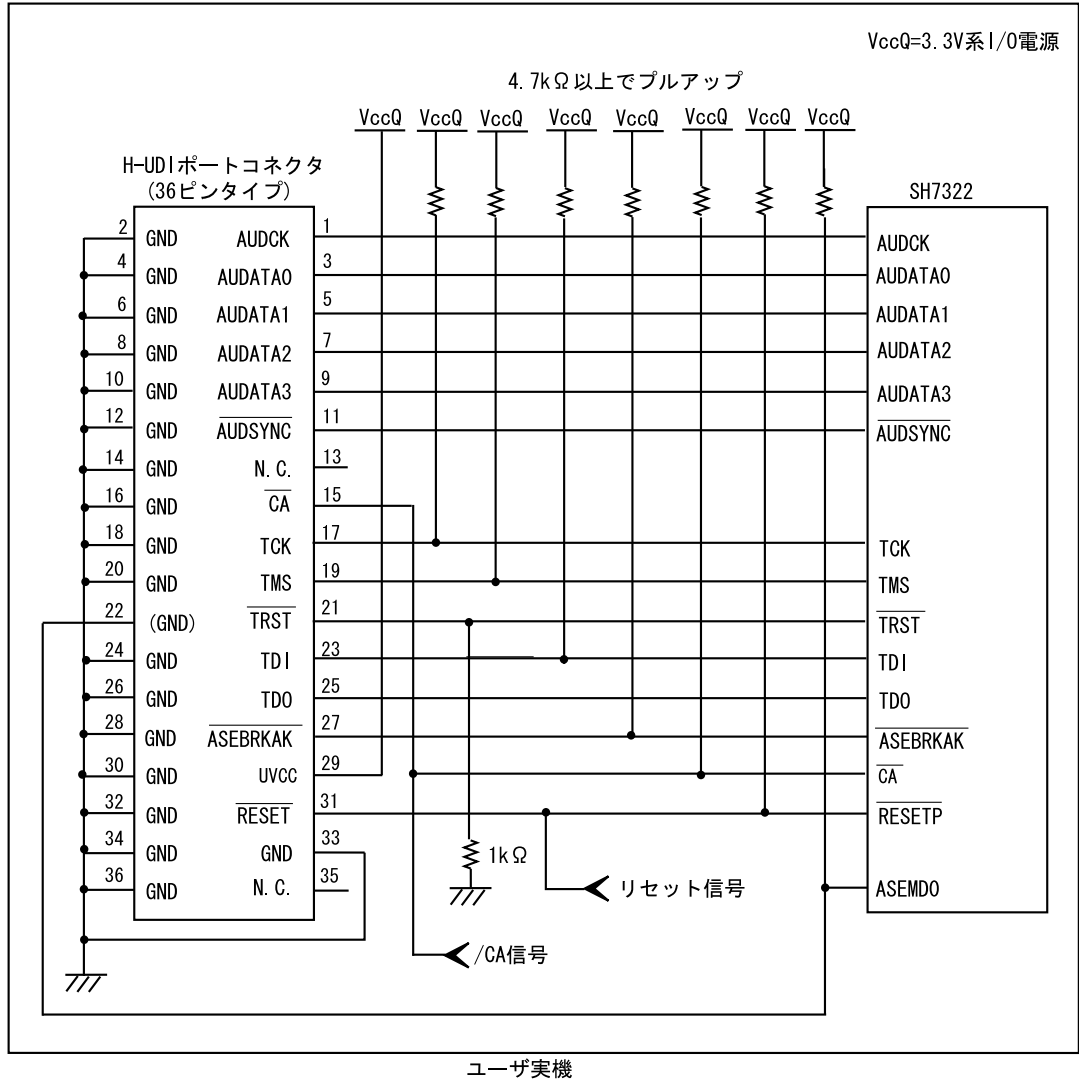 VccQ=3.3V系I/O電源
4.7kΩ以上でプルアップ
VccQ VccQ VccQ VccQ VccQ VccQ VccQ VccQ
H-UDIポートコネクタ
(36ピンタイプ)
SH7322
2 GND AUDCK 1 AUDCK
4 GND AUDATA0 3 AUDATA0
6 GND AUDATA1 5 AUDATA1
8 GND AUDATA2 7 AUDATA2
10 GND AUDATA3 9 AUDATA3
12 GND AUDSYNC 11 AUDSYNC
14 GND N.C. 13
16 GND CA 15
18 GND TCK 17 TCK
20 GND TMS 19 TMS
22 (GND) TRST 21 TRST
24 GND TDI 23 TDI
26 GND TDO 25 TDO
28 GND ASEBRKAK 27 ASEBRKAK
30 GND UVCC 29 CA
32 GND RESET 31 RESETP
34 GND GND 33
1kΩ
36 GND N.C. 35
リセット信号
ASEMD0
/CA信号
ユーザ実機